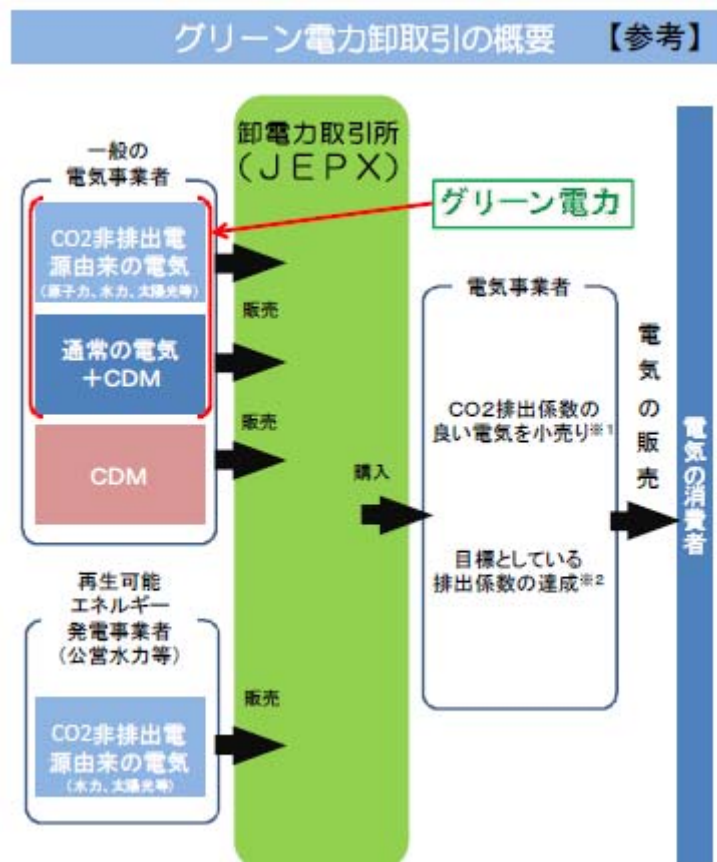 グリーン電力卸取引の概要 【参考】
一般の
電気事業者
CO2非排出電
源由来の電気
(原子力、水力、太陽光等)
通常の電気
+CDM
CDM
再生可能
エネルギー
発電事業者
(公営水力等)
CO2非排出電
源由来の電気
(水力、太陽光等)
卸電力取引所
(JEPX)
販売
販売
販売
購入
グリーン電力
電気事業者
CO2排出係数の
良い電気を小売り※1
目標としている
排出係数の達成※2
電気の販売
電気の消費者